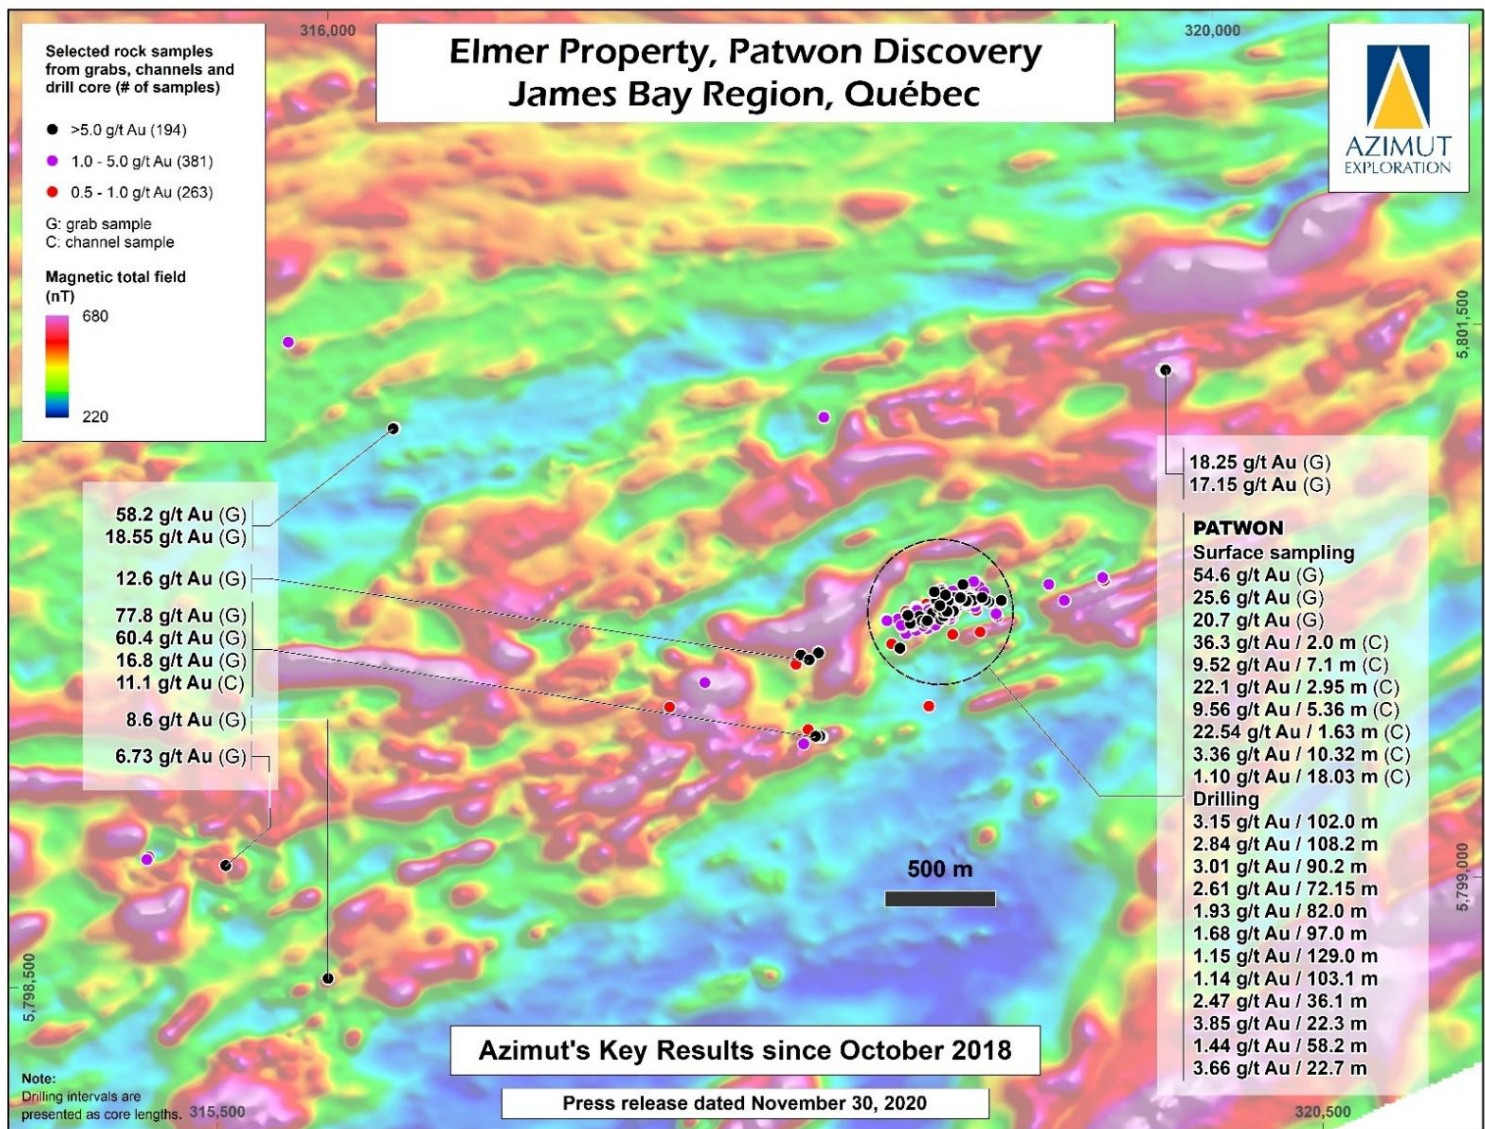 316,000
320,000
Elmer Property, Patwon Discovery
James Bay Region, Québec
Selected rock samples
from grabs, channels and
drill core (# of samples)
>5.0 g/t Au (194)
1.0 - 5.0 g/t Au (381)
0.5 - 1.0 g/t Au (263)
G: grab sample
C: channel sample
Magnetic total field
(nT)
680
220
AZIMUT
EXPLORATION
5,801,500
58.2 g/t Au (G)
18.55 g/t Au (G)
12.6 g/t Au (G)
77.8 g/t Au (G)
60.4 g/t Au (G)
16.8 g/t Au (G)
11.1 g/t Au (C)
8.6 g/t Au (G)
6.73 g/t Au (G)
18.25 g/t Au (G)
17.15 g/t Au (G)
PATWON
Surface sampling
54.6 g/t Au (G)
25.6 g/t Au (G)
20.7 g/t Au (G)
36.3 g/t Au / 2.0 m (C)
9.52 g/t Au / 7.1 m (C)
22.1 g/t Au / 2.95 m (C)
9.56 g/t Au / 5.36 m (C)
22.54 g/t Au / 1.63 m (C)
3.36 g/t Au / 10.32 m (C)
1.10 g/t Au / 18.03 m (C)
Drilling
3.15 g/t Au / 102.0 m
2.84 g/t Au / 108.2 m
3.01 g/t Au / 90.2 m
2.61 g/t Au / 72.15 m
1.93 g/t Au / 82.0 m
1.68 g/t Au / 97.0 m
1.15 g/t Au / 129.0 m
1.14 g/t Au / 103.1 m
2.47 g/t Au / 36.1 m
3.85 g/t Au / 22.3 m
1.44 g/t Au / 58.2 m
3.66 g/t Au / 22.7 m
500 m
5,799,000
5,798,500
Azimut's Key Results since October 2018
Press release dated November 30, 2020
Note:
Drilling intervals are
presented as core lengths.
315,500
320,500